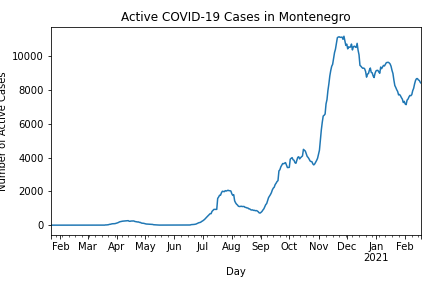 Active COVID-19 Cases in Montenegro
Number of Active Cases
10000
8000
6000
4000
2000
0
Feb Mar Apr May Jun Jul Aug Sep Oct Nov Dec Jan Feb
2021
Day